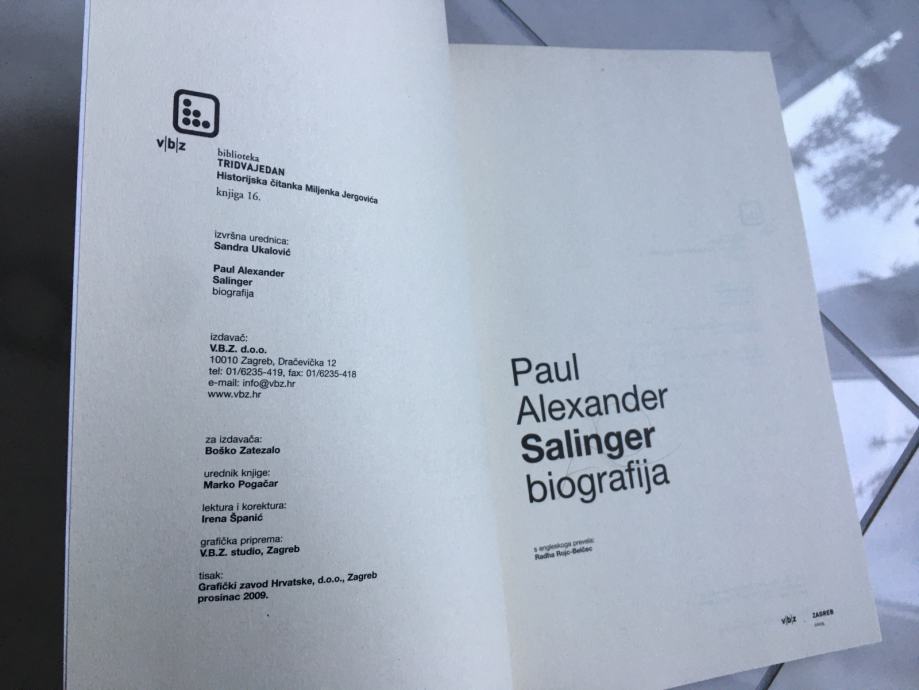 v|b|z
biblioteka
TRIDVAJEDAN
Historijska čitanka Miljenka Jergovića
knjiga 16.
izvršna urednica:
Sandra Ukalović
Paul Alexander
Salinger
biografija
izdavač:
V.B.Z. d.o.o.
10010 Zagreb, Dračevička 12
tel: 01/6235-419, fax: 01/6235-418
e-mail: info@vbz.hr
www.vbz.hr
za izdavača:
Boško Zatezalo
urednik knjige:
Marko Pogačar
lektura i korektura:
Irena Španić
grafička priprema:
V.B.Z. studio, Zagreb
tisak:
Grafički zavod Hrvatske, d.o.o., Zagreb
prosinac 2009.
Paul
Alexander
Salinger
biografija
s engleskoga prevela:
Radha Rojc-Belčec
v|b|z ZAGREB